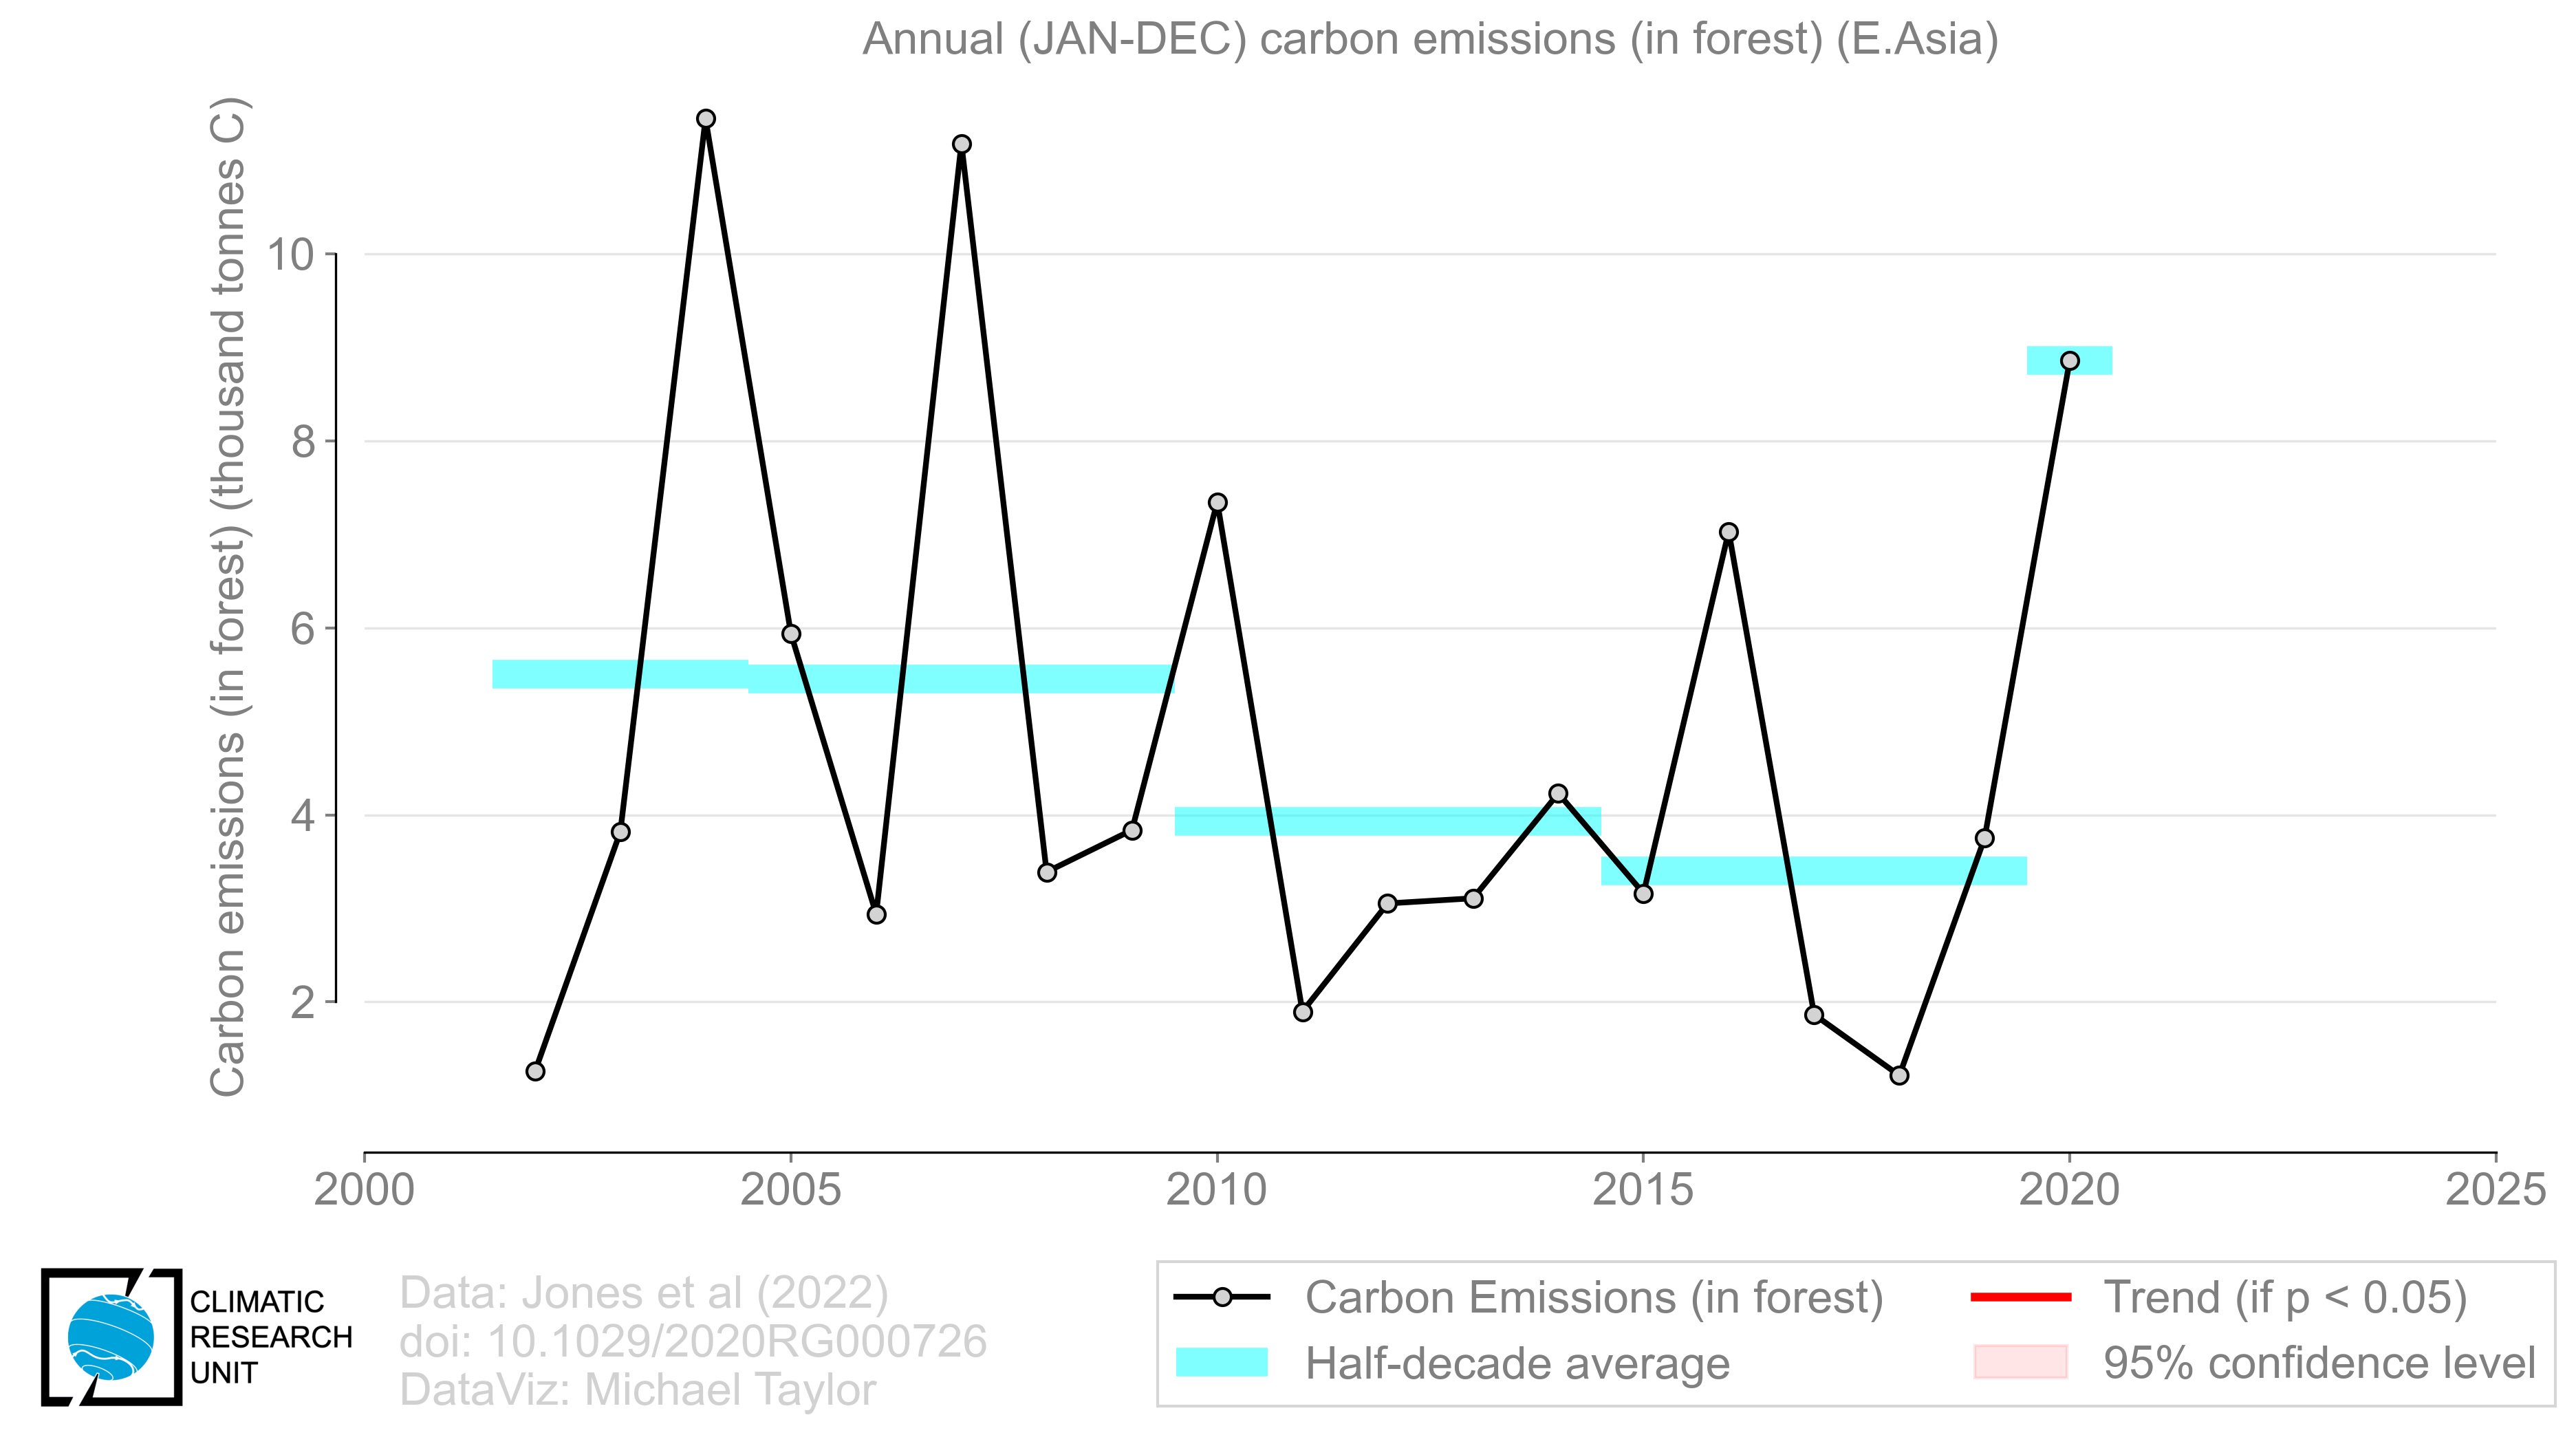 Annual (JAN-DEC) carbon emissions (in forest) (E.Asia)
Carbon emissions (in forest) (thousand tonnes C)
10
8
6
4
2
2000
2005
2010
2015
2020
2025
CLIMATIC
RESEARCH
UNIT
Data: Jones et al (2022)
doi: 10.1029/2020RG000726
DataViz: Michael Taylor
Carbon Emissions (in forest)
Half-decade average
Trend (if p < 0.05)
95% confidence level